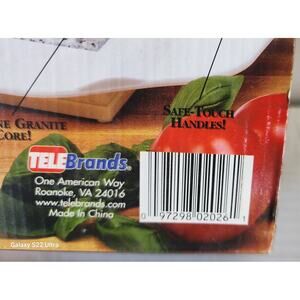 NE GRANITE
CORE!
SAFE-TOUCH
HANDLES!
TELEBrands®
One American Way
Roanoke, VA 24016
www.telebrands.com
Made In China
0 97298 02026 1
Galaxy S22 Ultra